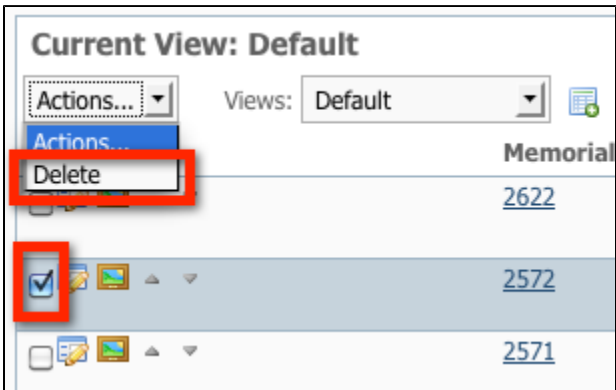 Current View: Default
Actions... Views: Default
Actions...
Delete
Memorial
2622
2572
2571